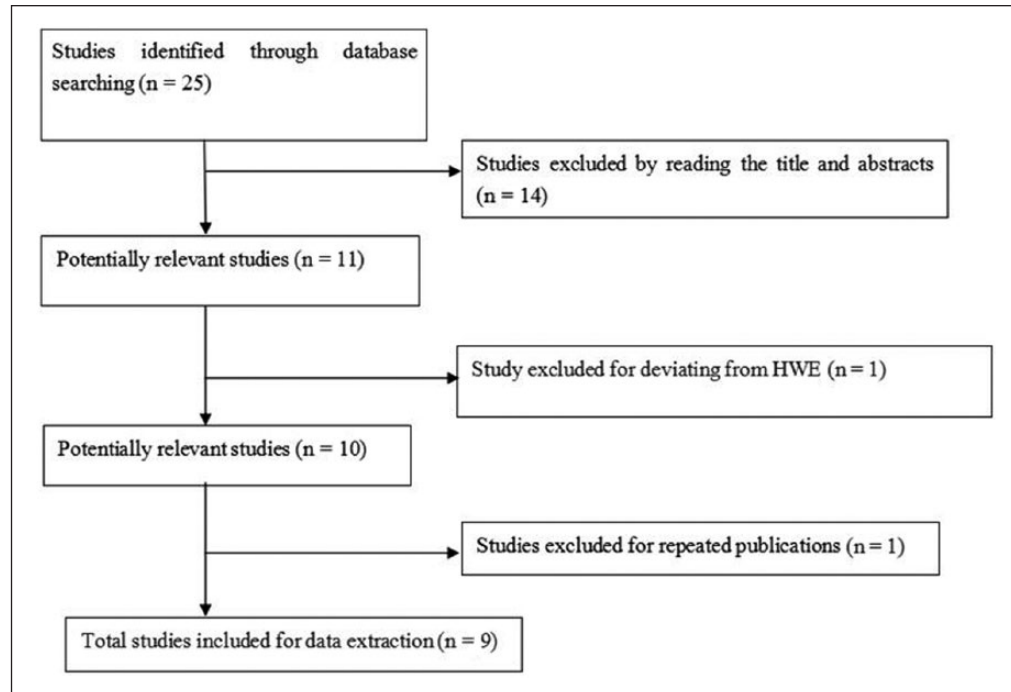 Studies identified through database
searching (n = 25)
Studies excluded by reading the title and abstracts
(n = 14)
Potentially relevant studies (n = 11)
Study excluded for deviating from HWE (n = 1)
Potentially relevant studies (n = 10)
Studies excluded for repeated publications (n = 1)
Total studies included for data extraction (n = 9)